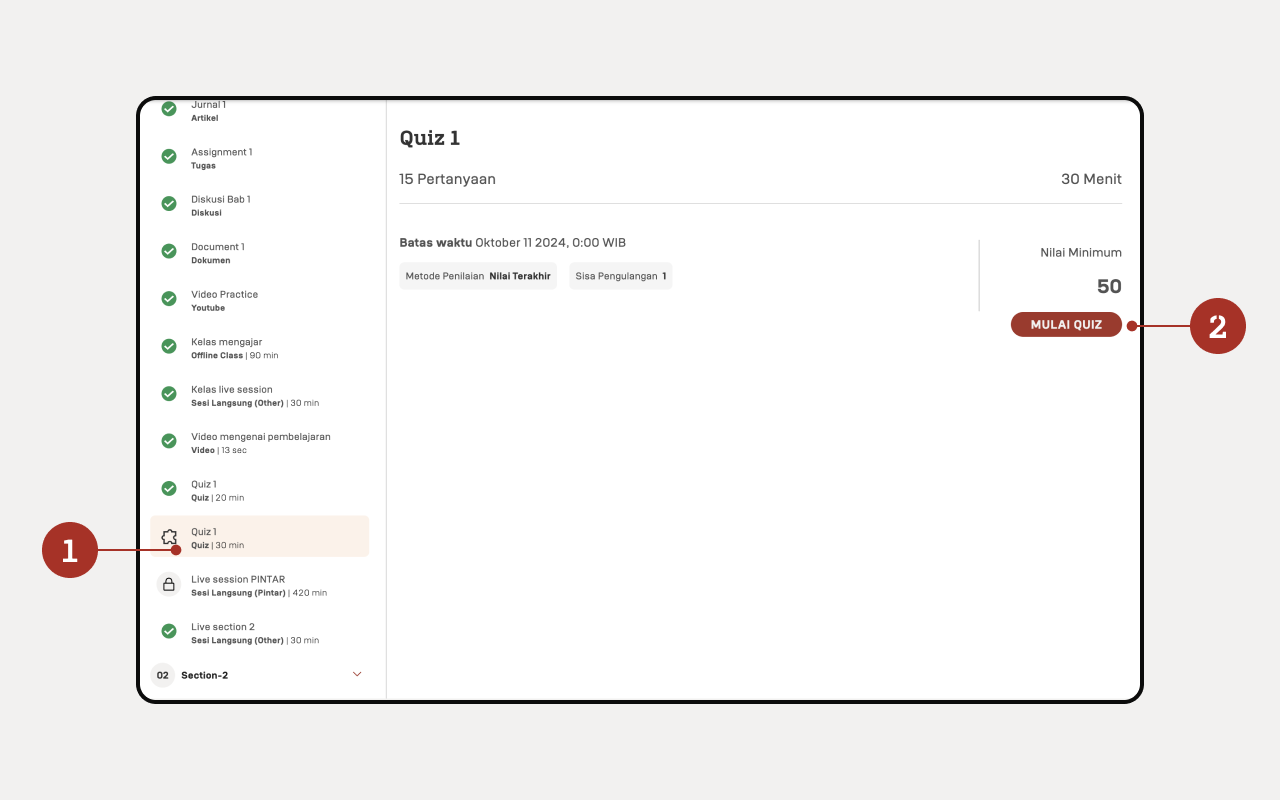 Jurnal 1
Artikel
Assignment 1
Tugas
Diskusi Bab 1
Diskusi
Document 1
Dokumen
Video Practice
Youtube
Kelas mengajar
Offline Class | 90 min
Kelas live session
Sesi Langsung (Other) | 30 min
Video mengenai pembelajaran
Video | 13 sec
Quiz 1
Quiz | 20 min
Quiz 1
Quiz | 30 min
Live session PINTAR
Sesi Langsung (Pintar) | 420 min
Live section 2
Sesi Langsung (Other) | 30 min
02 Section-2
1
Quiz 1
15 Pertanyaan 30 Menit
Batas waktu Oktober 11 2024, 0:00 WIB
Metode Penilaian Nilai Terakhir Sisa Pengulangan 1
Nilai Minimum
50
MULAI QUIZ
2